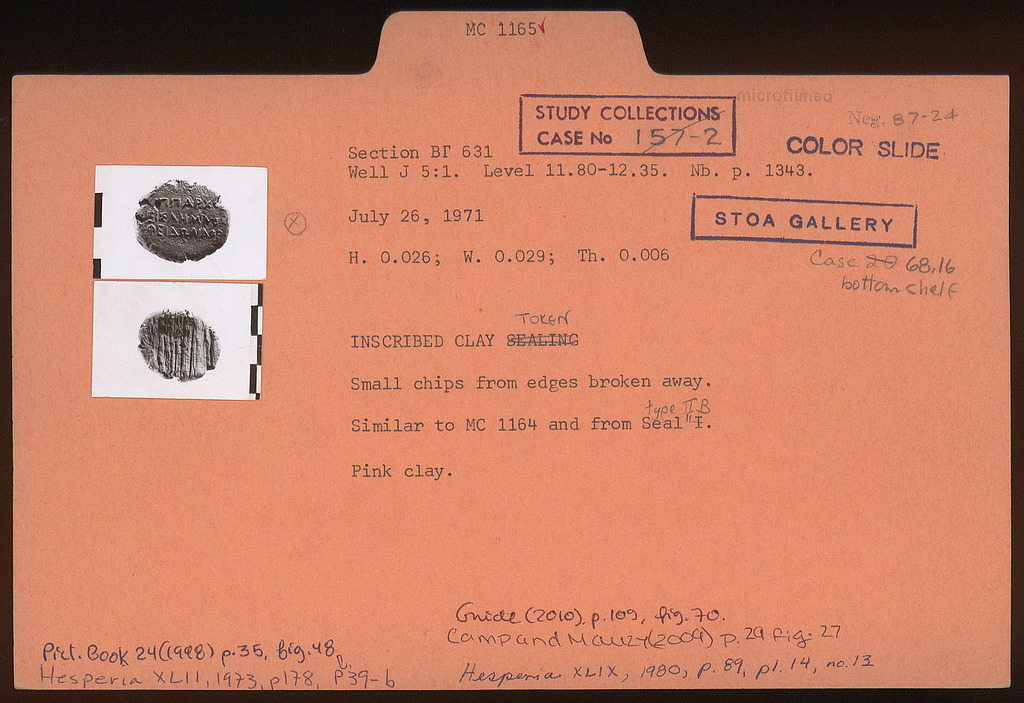 MC 1165
microfilmed
STUDY COLLECTIONS
CASE No 157-2
Neg. 87-24
COLOR SLIDE
Section ΒΓ 631
Well J 5:1. Level 11.80-12.35. Nb. p. 1343.
July 26, 1971
STOA GALLERY
H. 0.026; W. 0.029; Th. 0.006
Case 20 68.16
bottom shelf
TOKEN
INSCRIBED CLAY SEALING
Small chips from edges broken away.
type II B
Similar to MC 1164 and from Seal "I.
Pink clay.
Guide (2010), p. 109, fig. 70.
Camp and Mauzy (2009) p. 29 fig. 27
Pict. Book 24 (1998) p. 35, fig. 48
Hesperia XLII, 1973, p178, P39-b
Hesperia XLIX, 1980, p. 89, pl. 14, no. 13